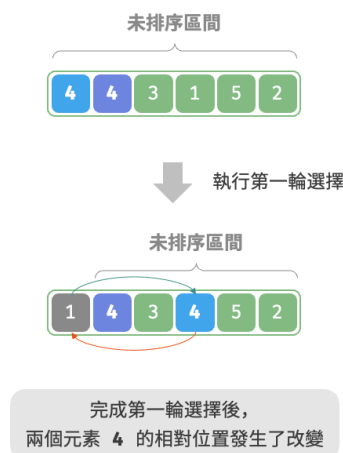 未排序區間
4 4 3 1 5 2
執行第一輪選擇
未排序區間
1 4 3 4 5 2
完成第一輪選擇後，
兩個元素 4 的相對位置發生了改變